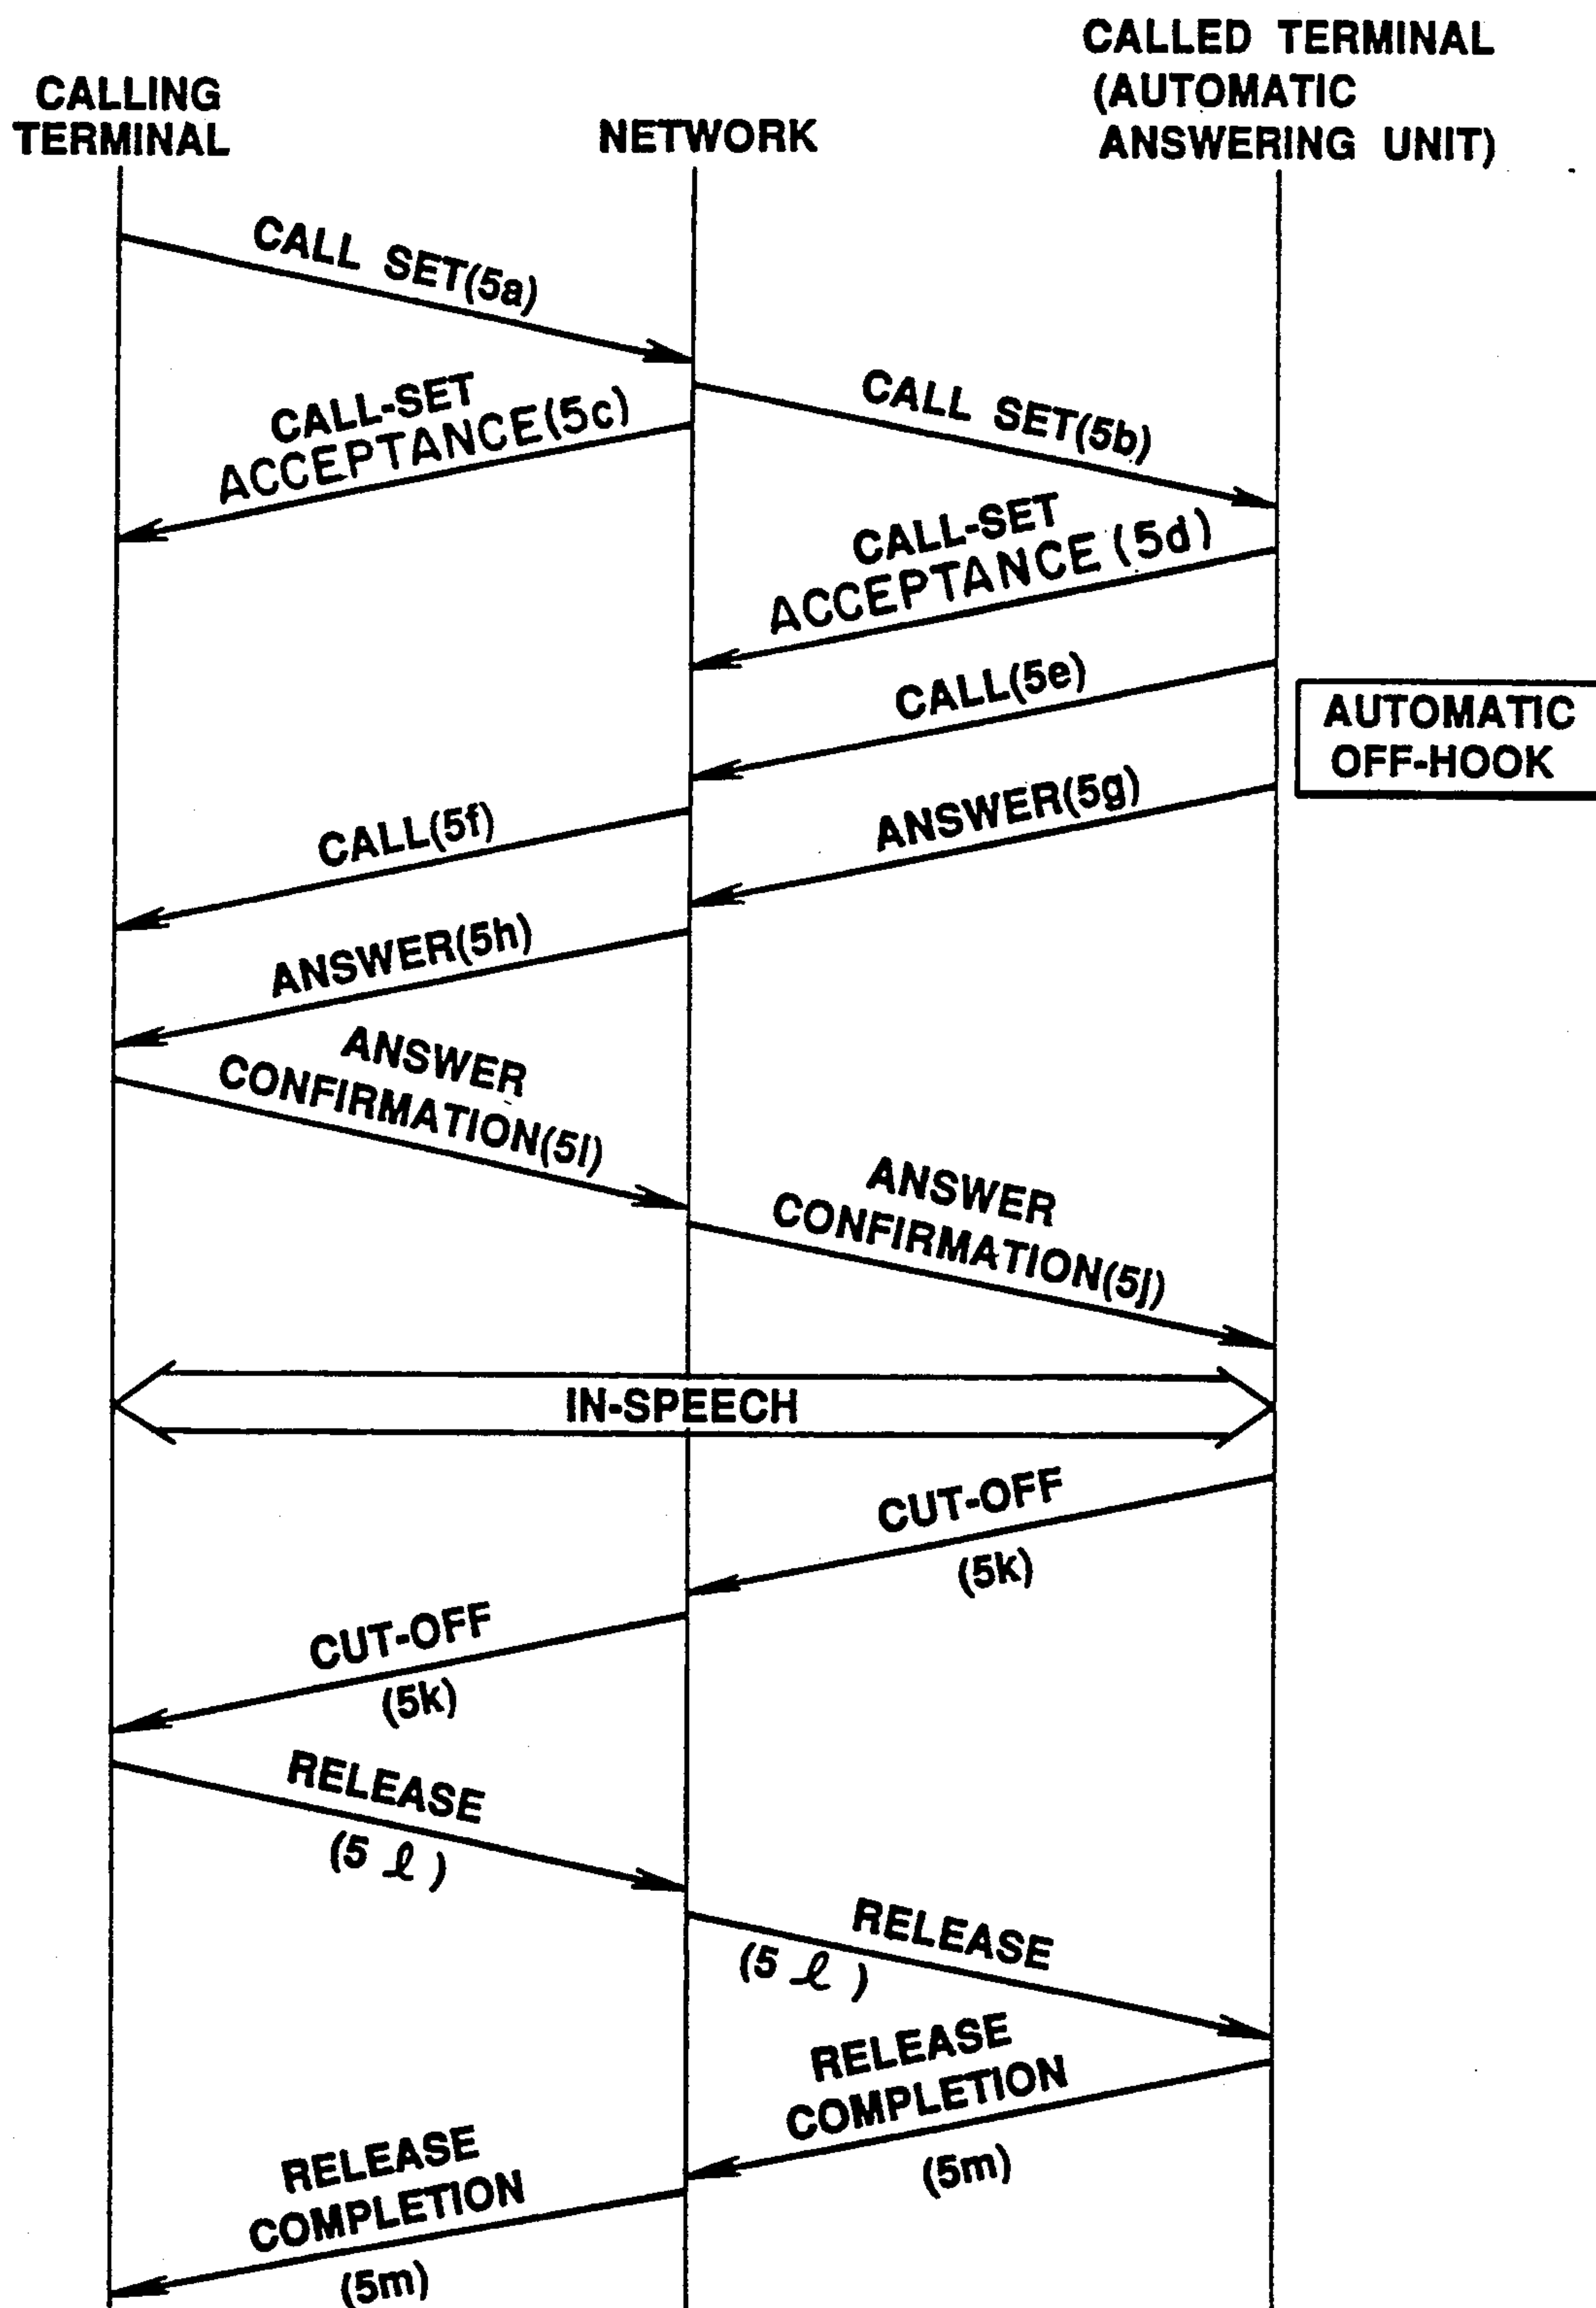 CALLING
TERMINAL
NETWORK
CALLED TERMINAL
(AUTOMATIC
ANSWERING UNIT)
CALL SET(5a)
CALL SET(5b)
CALL-SET
ACCEPTANCE(5c)
CALL-SET
ACCEPTANCE(5d)
CALL(5e)
AUTOMATIC
OFF-HOOK
CALL(5f)
ANSWER(5g)
ANSWER(5h)
ANSWER
CONFIRMATION(5i)
ANSWER
CONFIRMATION(5j)
IN-SPEECH
CUT-OFF
(5k)
CUT-OFF
(5k)
RELEASE
(5 ℓ )
RELEASE
(5 ℓ )
RELEASE
COMPLETION
(5m)
RELEASE
COMPLETION
(5m)